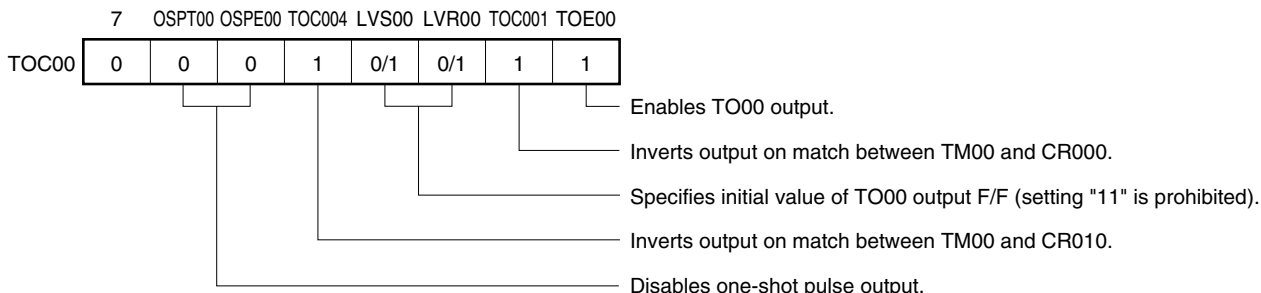 7 OSPT00 OSPE00 TOC004 LVS00 LVR00 TOC001 TOE00
TOC00 0 0 0 1 0/1 0/1 1 1
Enables TO00 output.
Inverts output on match between TM00 and CR000.
Specifies initial value of TO00 output F/F (setting "11" is prohibited).
Inverts output on match between TM00 and CR010.
Disables one-shot pulse output.